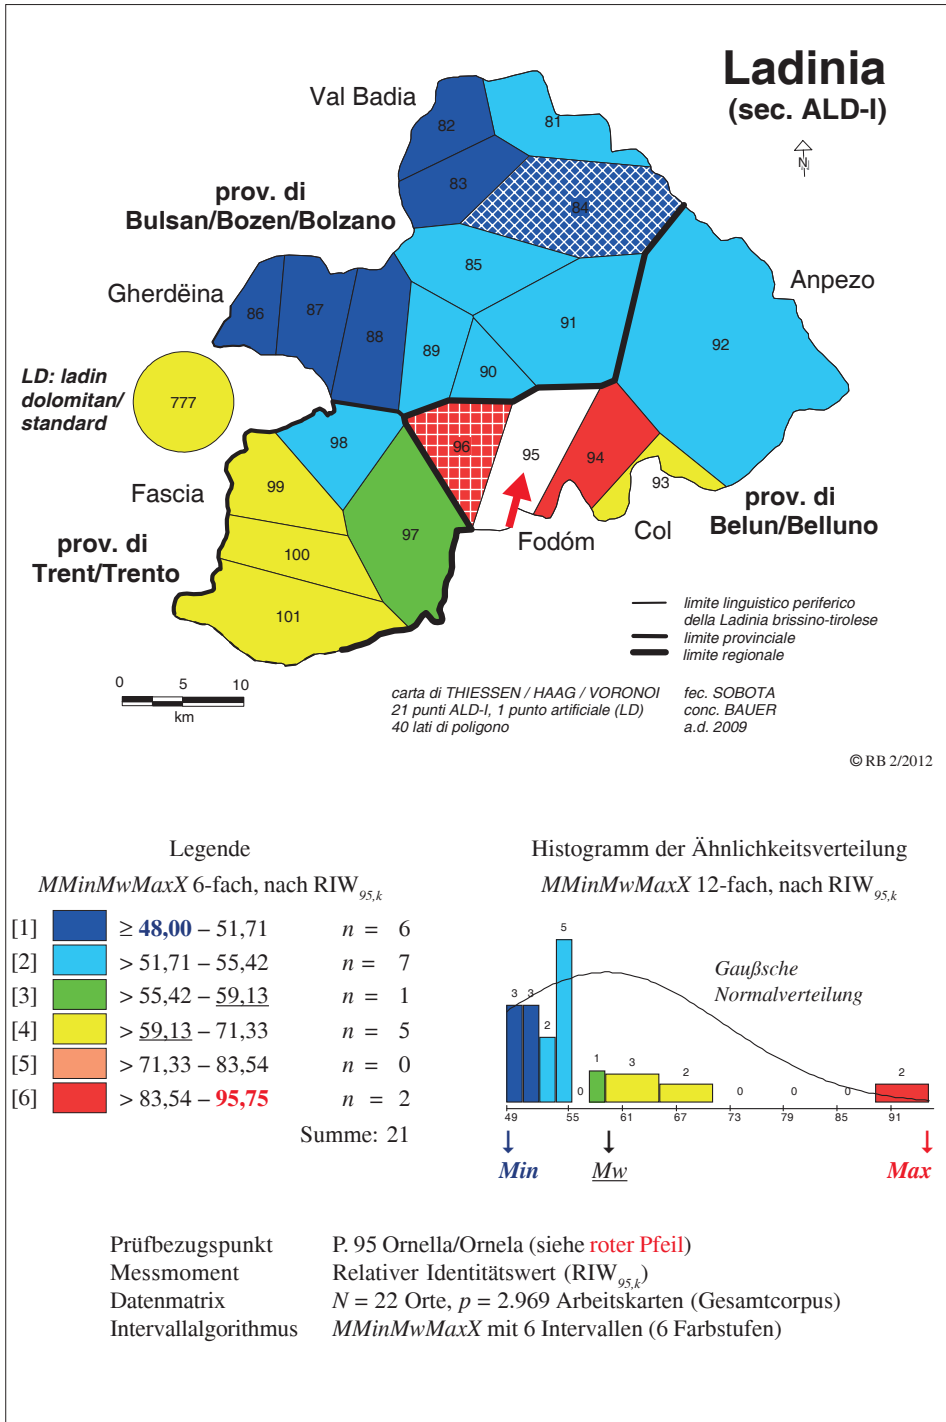 Ladinia
(sec. ALD-I)
N
Val Badia
prov. di
Bulsan/Bozen/Bolzano
Gherdëina
Anpezo
LD: ladin
dolomitan/
standard
777
Fascia
prov. di
Trent/Trento
Fodóm
Col
prov. di
Belun/Belluno
81
82
83
84
85
86
87
88
89
90
91
92
93
94
95
96
97
98
99
100
101
limite linguistico periferico
della Ladinia brissino-tirolese
limite provinciale
limite regionale
0 5 10
km
carta di THIESSEN / HAAG / VORONOI
21 punti ALD-I, 1 punto artificiale (LD)
40 lati di poligono
fec. SOBOTA
conc. BAUER
a.d. 2009
© RB 2/2012
Legende
MMinMwMaxX 6-fach, nach RIW95,k
[1] ≥ 48,00 – 51,71 n = 6
[2] > 51,71 – 55,42 n = 7
[3] > 55,42 – 59,13 n = 1
[4] > 59,13 – 71,33 n = 5
[5] > 71,33 – 83,54 n = 0
[6] > 83,54 – 95,75 n = 2
Summe: 21
Histogramm der Ähnlichkeitsverteilung
MMinMwMaxX 12-fach, nach RIW95,k
Gaußsche
Normalverteilung
3 3 2 5 0 1 3 2 0 0 0 2
49 55 61 67 73 79 85 91
Min Mw Max
Prüfbezugspunkt P. 95 Ornella/Ornela (siehe roter Pfeil)
Messmoment Relativer Identitätswert (RIW95,k)
Datenmatrix N = 22 Orte, p = 2.969 Arbeitskarten (Gesamtcorpus)
Intervallalgorithmus MMinMwMaxX mit 6 Intervallen (6 Farbstufen)